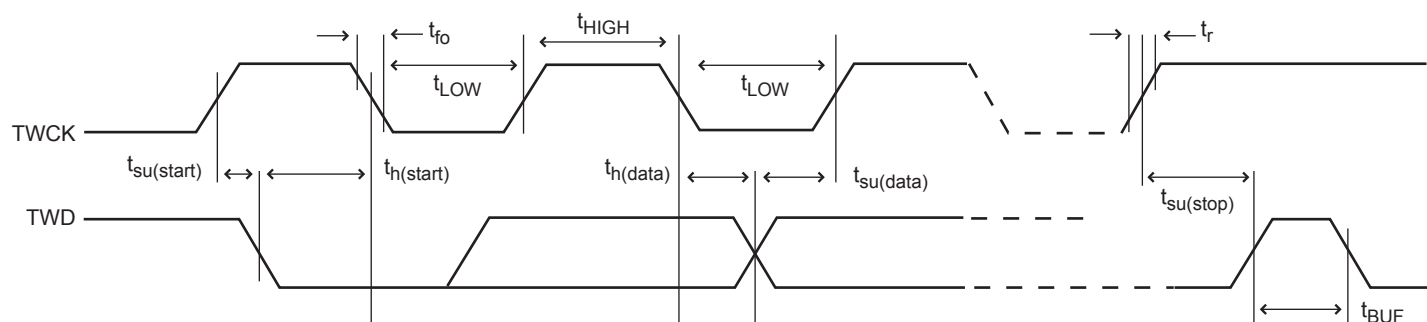 t_fo
t_HIGH
t_r
t_LOW
t_LOW
TWCK
t_su(start)
t_h(start)
t_h(data)
t_su(data)
t_su(stop)
TWD
t_BUF